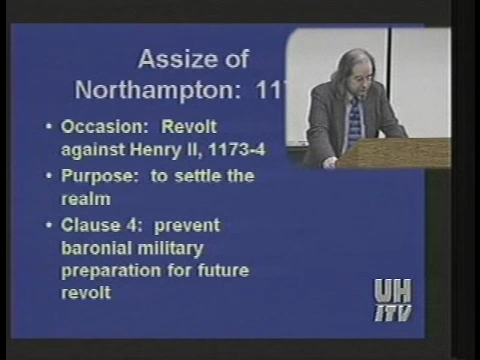 Assize of
Northampton: 117
• Occasion: Revolt
against Henry II, 1173-4
• Purpose: to settle the
realm
• Clause 4: prevent
baronial military
preparation for future
revolt
UH
ITV